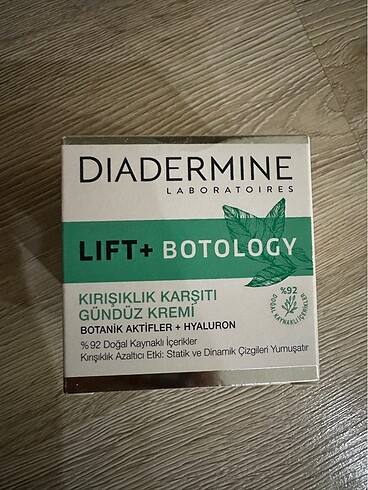 DIADERMINE
LABORATOIRES
LIFT+ BOTOLOGY
KIRIŞIKLIK KARŞITI
GÜNDÜZ KREMİ
BOTANİK AKTİFLER + HYALURON
%92 Doğal Kaynaklı İçerikler
Kırışıklık Azaltıcı Etki: Statik ve Dinamik Çizgileri Yumuşatır
%92
DOĞAL KAYNAKLI İÇERİKLER